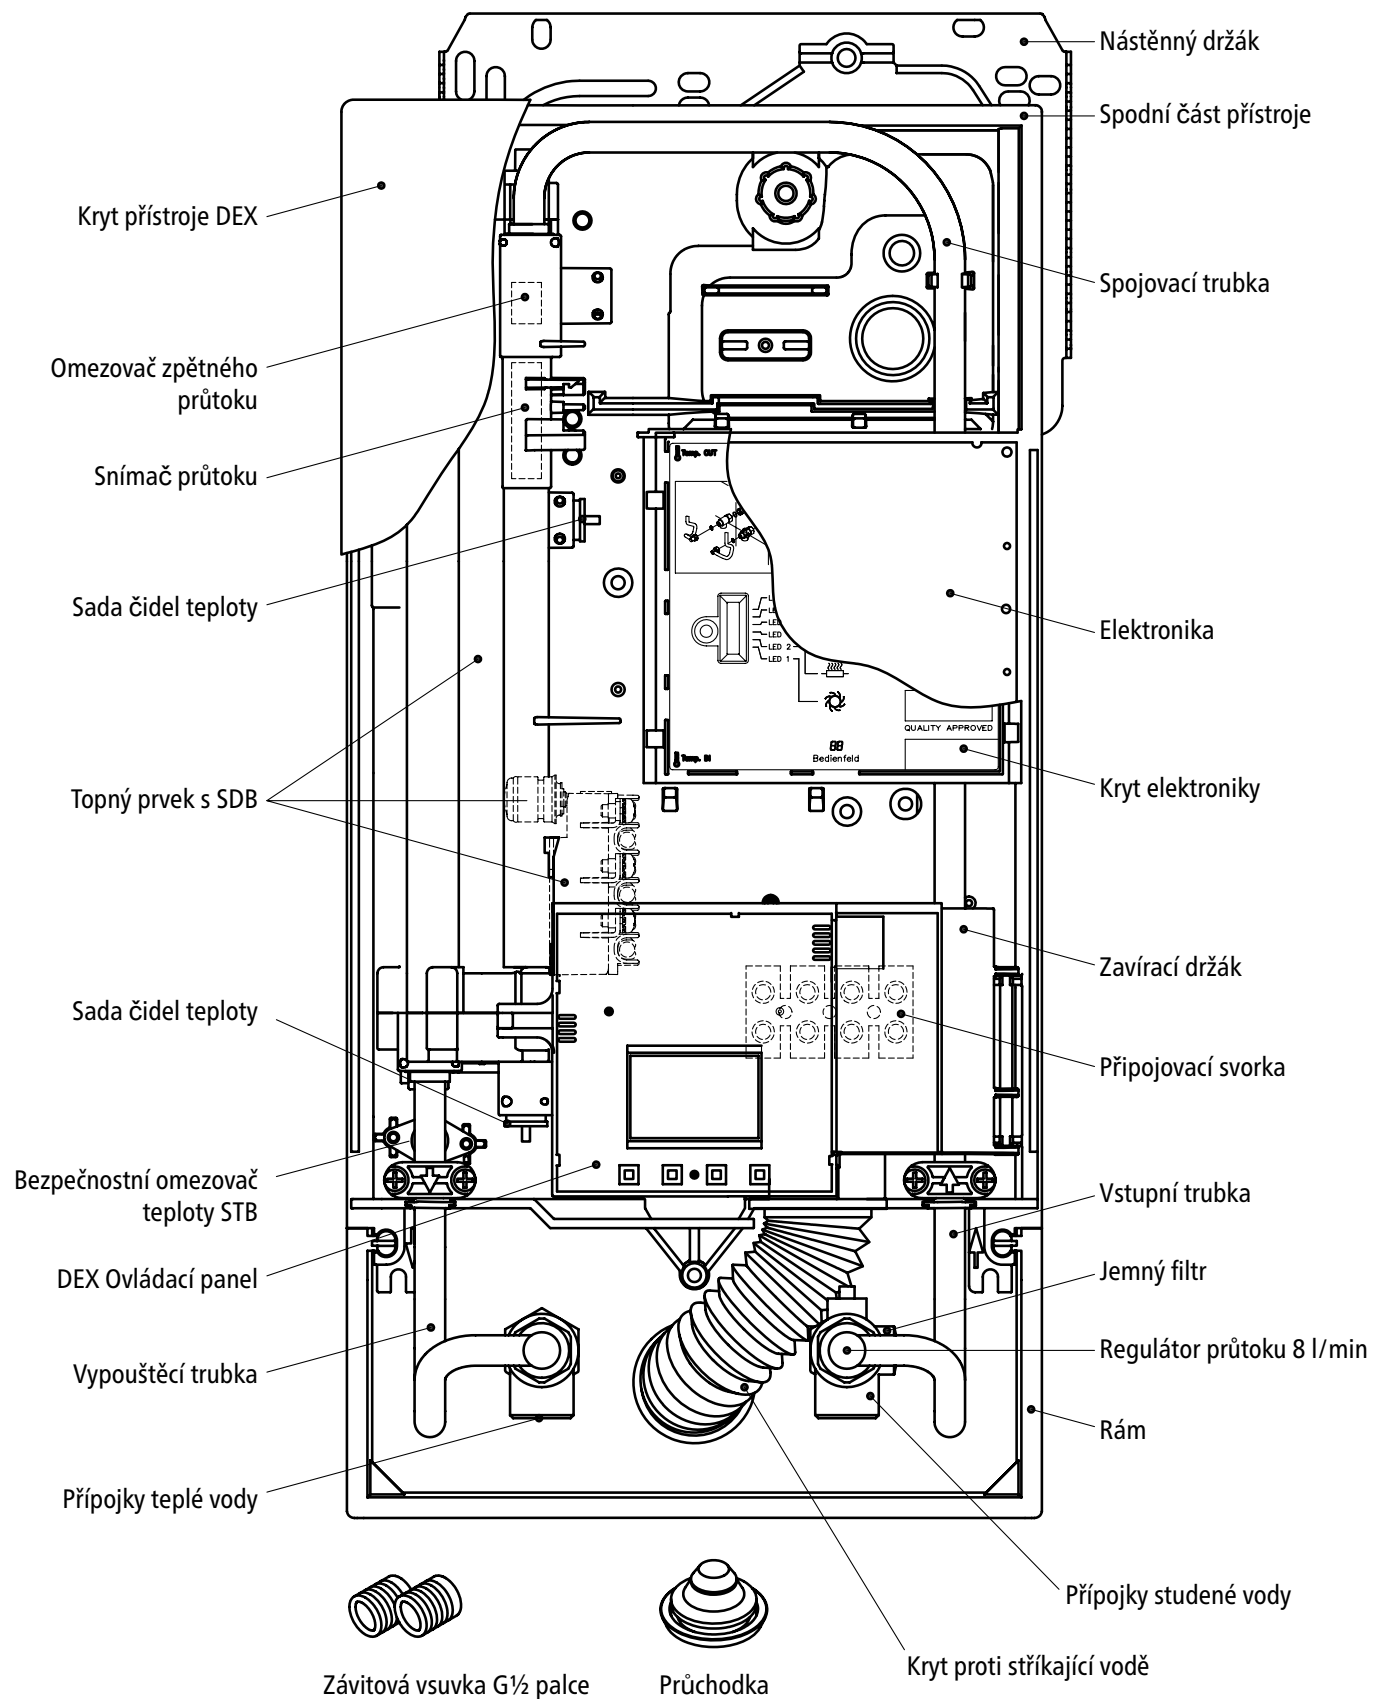 Nástěnný držák
Spodní část přístroje
Kryt přístroje DEX
Spojovací trubka
Omezovač zpětného
průtoku
Snímač průtoku
Temp. OUT
Sada čidel teploty
Elektronika
LED 2
LED 1
QUALITY APPROVED
88
Bedienfeld
Temp. IN
Kryt elektroniky
Topný prvek s SDB
Zavírací držák
Sada čidel teploty
Připojovací svorka
Bezpečnostní omezovač
teploty STB
Vstupní trubka
DEX Ovládací panel
Jemný filtr
Regulátor průtoku 8 l/min
Vypouštěcí trubka
Rám
Přípojky teplé vody
Přípojky studené vody
Kryt proti stříkající vodě
Závitová vsuvka G½ palce
Průchodka